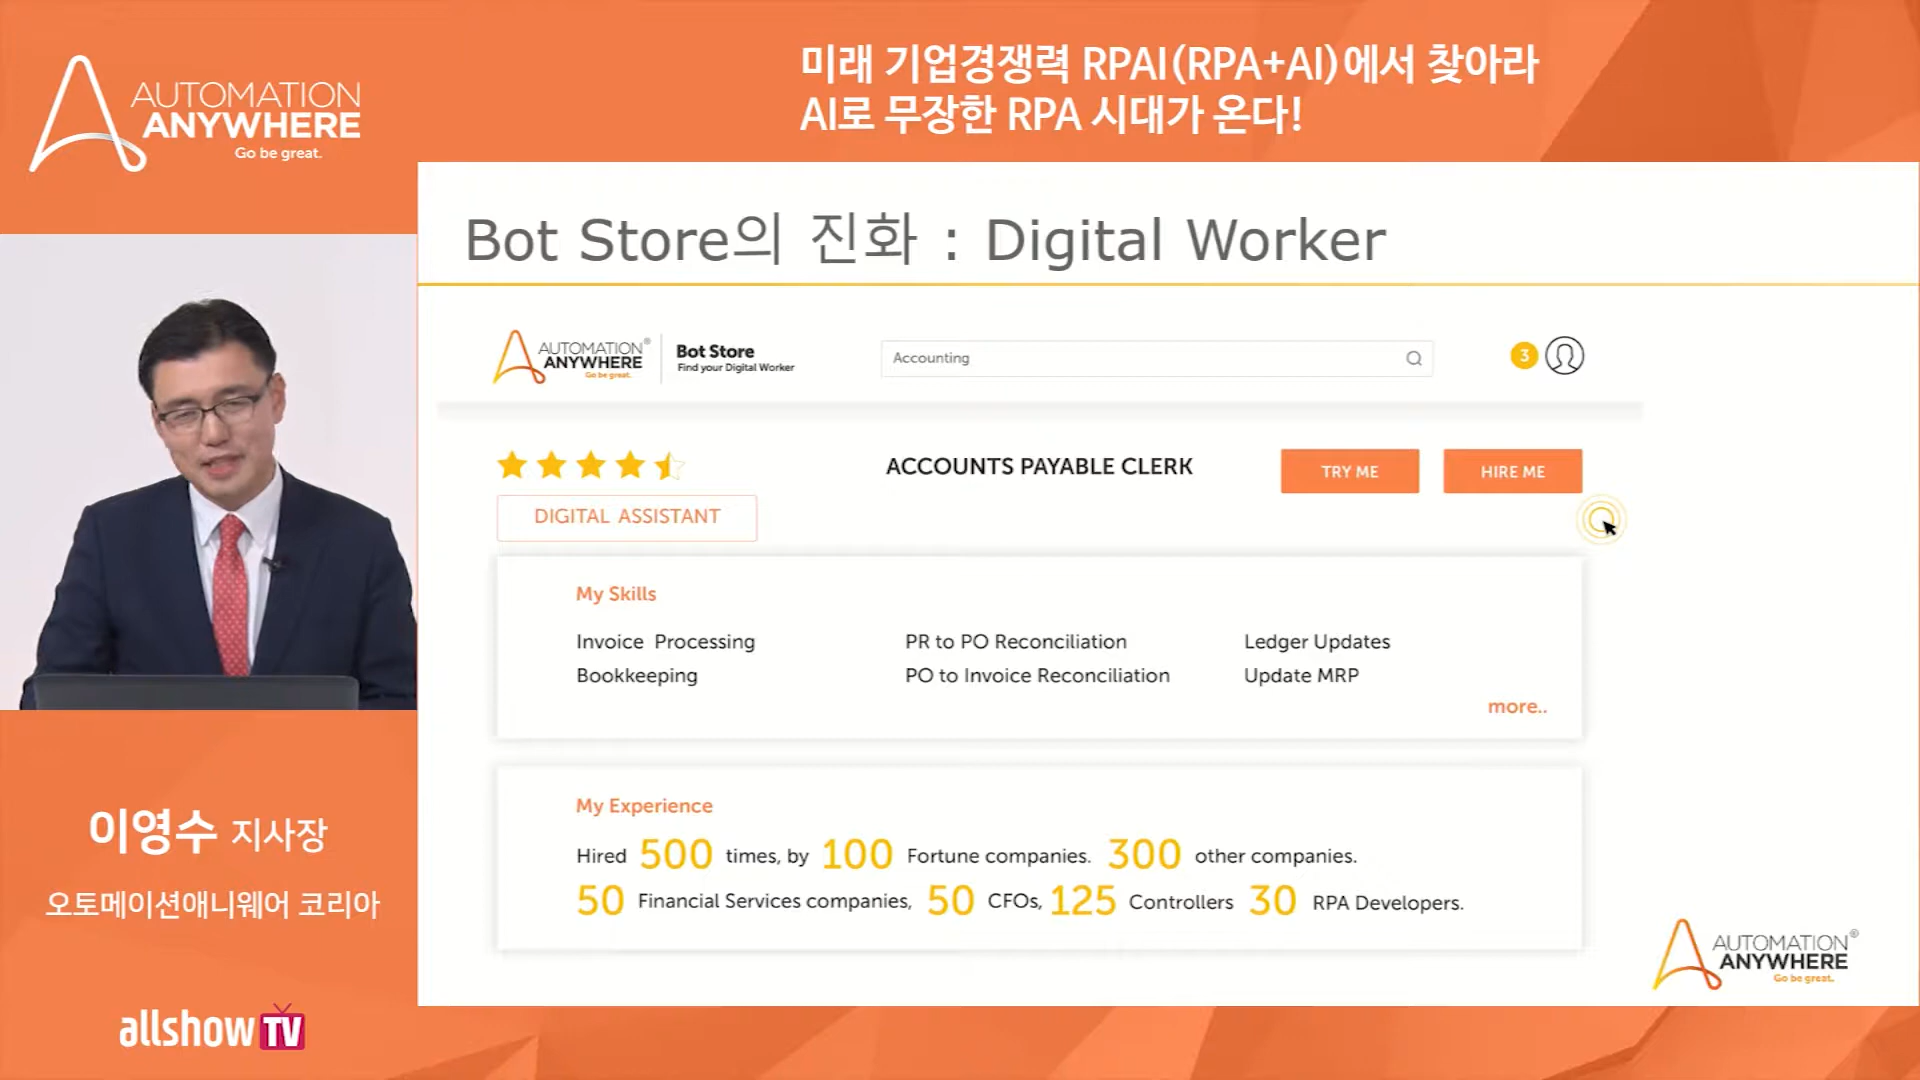 AUTOMATION
ANYWHERE
Go be great.
미래 기업경쟁력 RPAI(RPA+AI)에서 찾아라
AI로 무장한 RPA 시대가 온다!
Bot Store의 진화 : Digital Worker
AUTOMATION®
ANYWHERE
Go be great.
Bot Store
Find your Digital Worker
Accounting
3
ACCOUNTS PAYABLE CLERK
TRY ME
HIRE ME
DIGITAL ASSISTANT
My Skills
Invoice Processing
PR to PO Reconciliation
Ledger Updates
Bookkeeping
PO to Invoice Reconciliation
Update MRP
more..
My Experience
Hired 500 times, by 100 Fortune companies. 300 other companies.
50 Financial Services companies, 50 CFOs, 125 Controllers 30 RPA Developers.
AUTOMATION®
ANYWHERE
Go be great.
이영수 지사장
오토메이션애니웨어 코리아
allshow TV